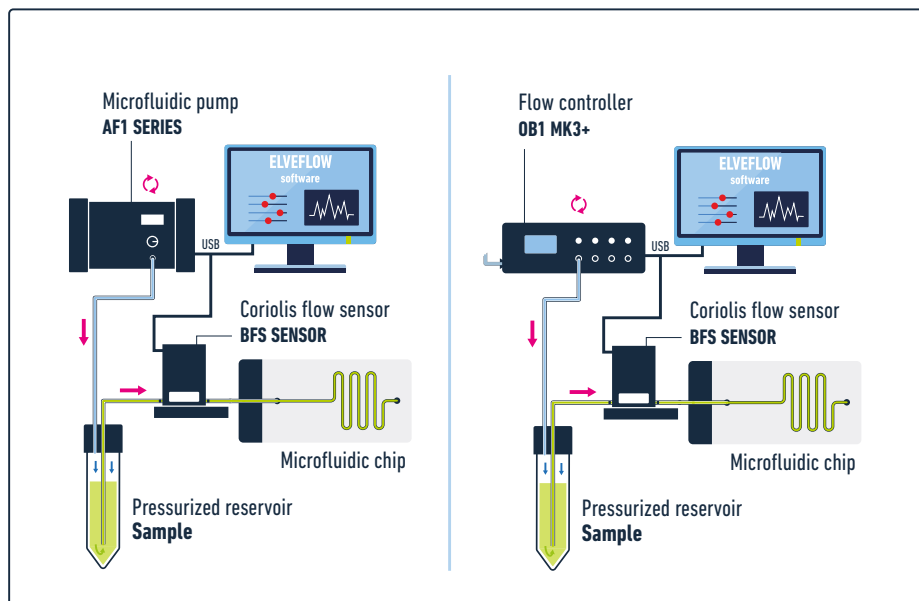 Microfluidic pump
AF1 SERIES
ELVEFLOW
software
USB
Coriolis flow sensor
BFS SENSOR
Microfluidic chip
Pressurized reservoir
Sample
Flow controller
OB1 MK3+
ELVEFLOW
software
USB
Coriolis flow sensor
BFS SENSOR
Microfluidic chip
Pressurized reservoir
Sample